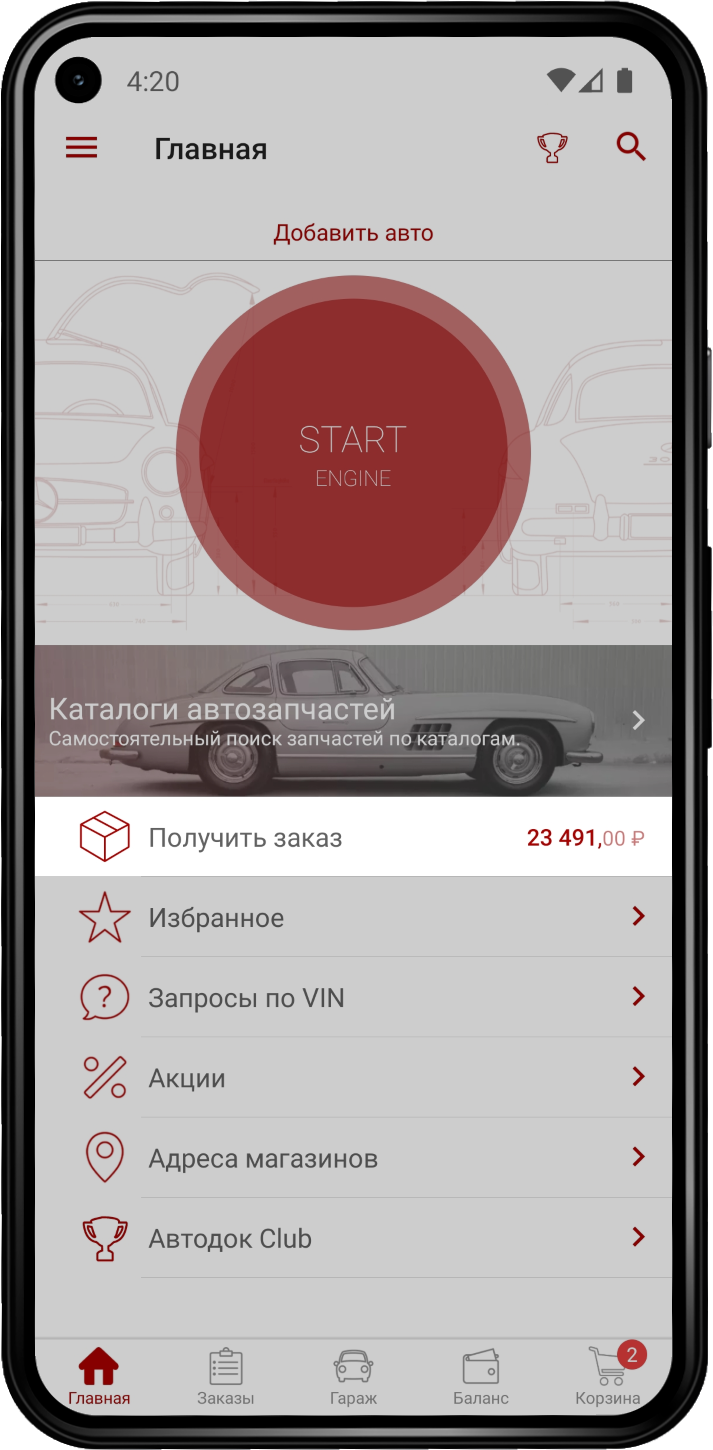 4:20
Главная
Добавить авто
START
ENGINE
Каталоги автозапчастей
Самостоятельный поиск запчастей по каталогам.
Получить заказ 23 491,00 ₽
Избранное
Запросы по VIN
Акции
Адреса магазинов
Автодок Club
2
Главная Заказы Гараж Баланс Корзина